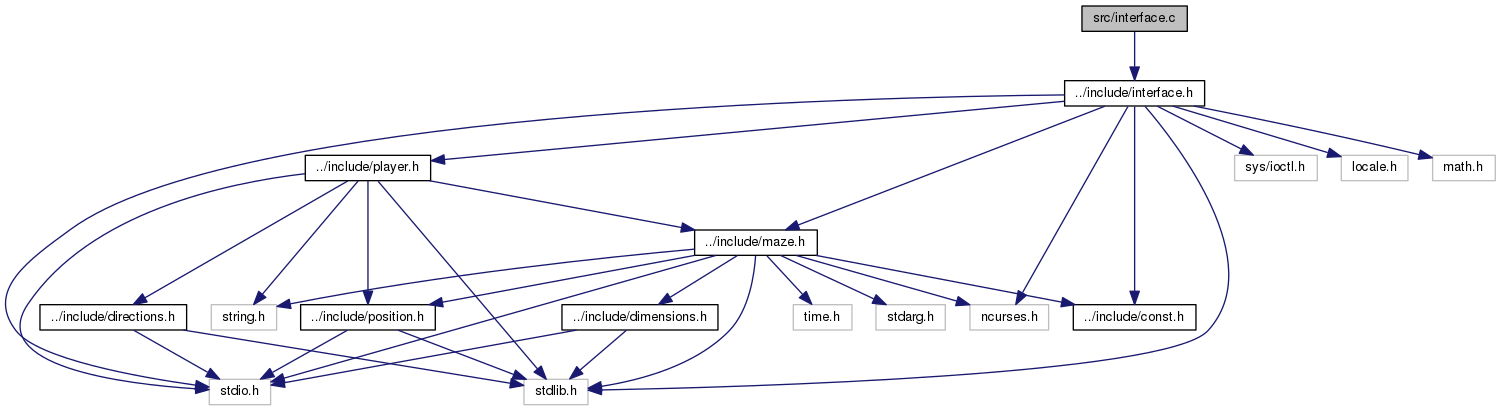 src/interface.c
../include/interface.h
../include/player.h
sys/ioctl.h
locale.h
math.h
../include/maze.h
../include/directions.h
string.h
../include/position.h
../include/dimensions.h
time.h
stdarg.h
ncurses.h
../include/const.h
stdio.h
stdlib.h